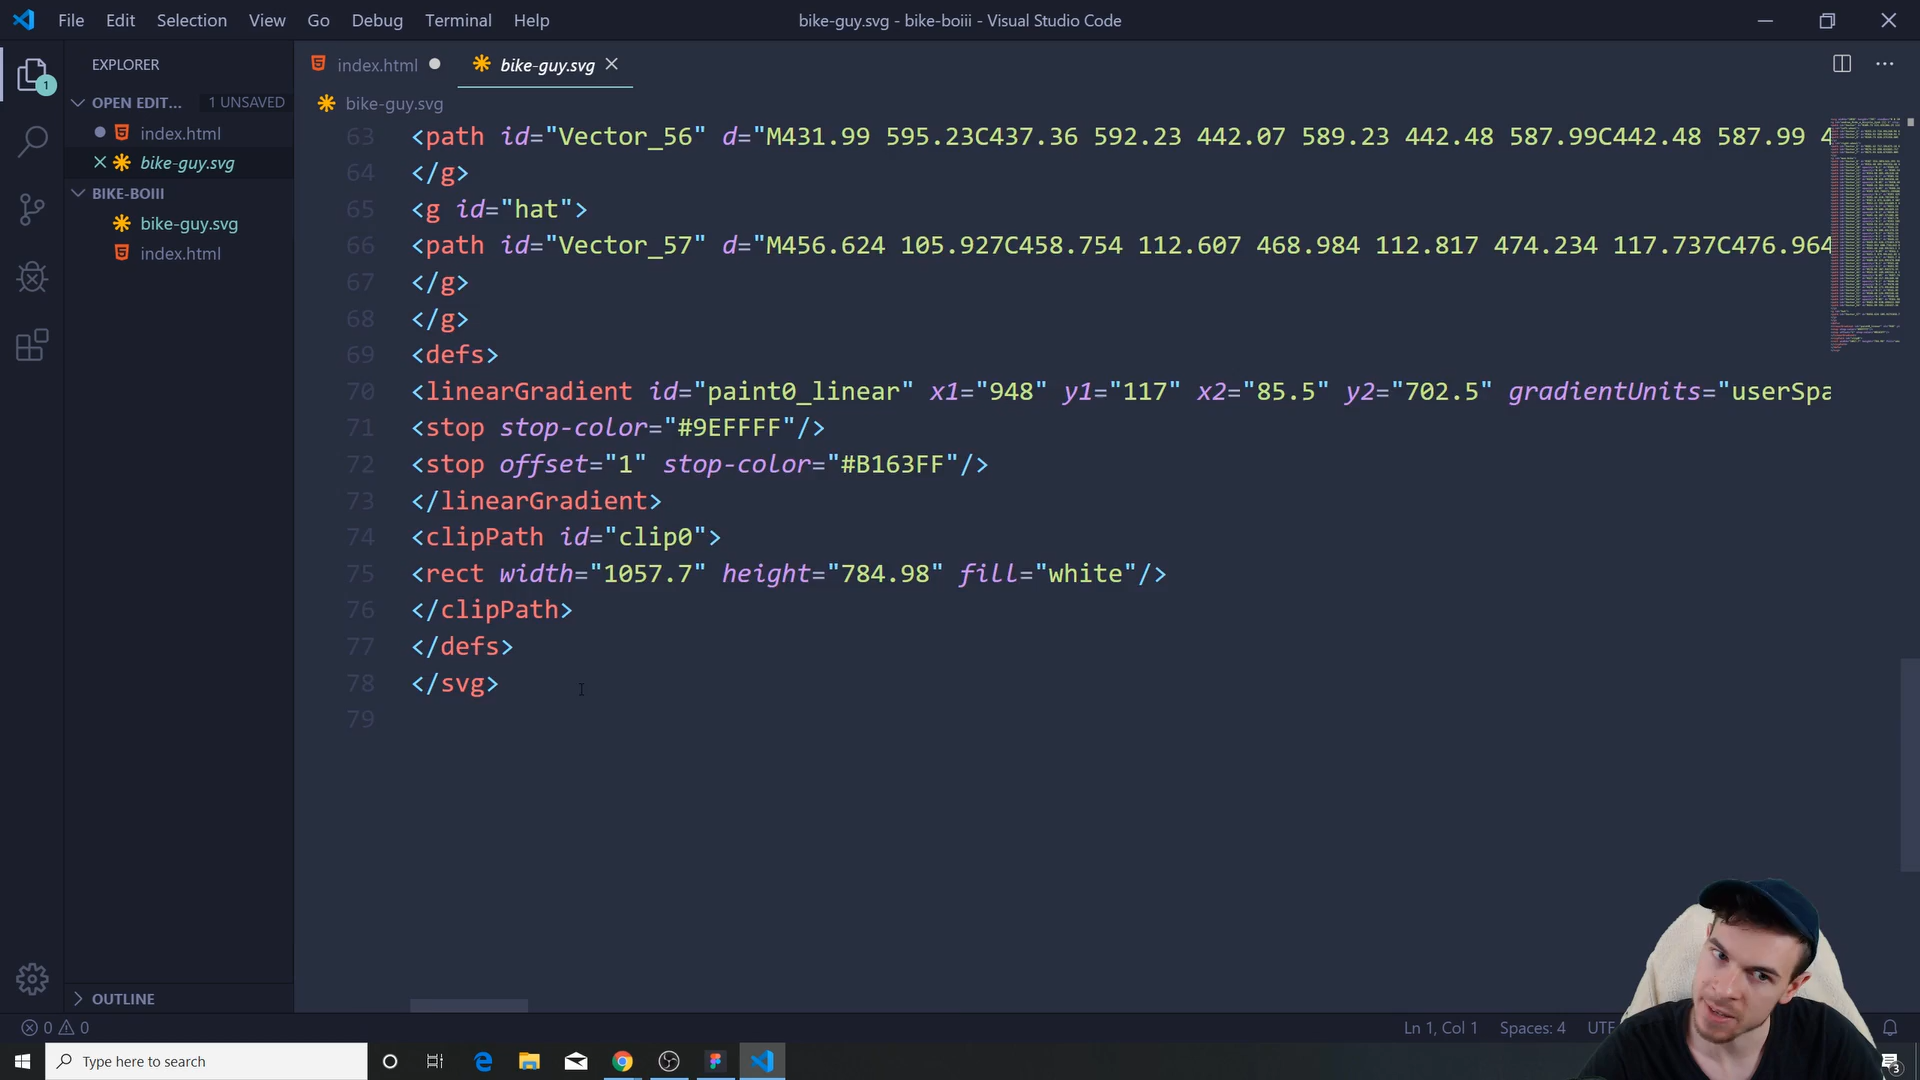 File Edit Selection View Go Debug Terminal Help
bike-guy.svg - bike-boiii - Visual Studio Code
EXPLORER
OPEN EDIT... 1 UNSAVED
index.html
bike-guy.svg
BIKE-BOIII
bike-guy.svg
index.html
OUTLINE
1
index.html
bike-guy.svg
bike-guy.svg
63 <path id="Vector_56" d="M431.99 595.23C437.36 592.23 442.07 589.23 442.48 587.99C442.48 587.99 4
64 </g>
65 <g id="hat">
66 <path id="Vector_57" d="M456.624 105.927C458.754 112.607 468.984 112.817 474.234 117.737C476.964
67 </g>
68 </g>
69 <defs>
70 <linearGradient id="paint0_linear" x1="948" y1="117" x2="85.5" y2="702.5" gradientUnits="userSpa
71 <stop stop-color="#9EFFFF"/>
72 <stop offset="1" stop-color="#B163FF"/>
73 </linearGradient>
74 <clipPath id="clip0">
75 <rect width="1057.7" height="784.98" fill="white"/>
76 </clipPath>
77 </defs>
78 </svg>
79
0 0
Ln 1, Col 1 Spaces: 4 UTF
Type here to search
3